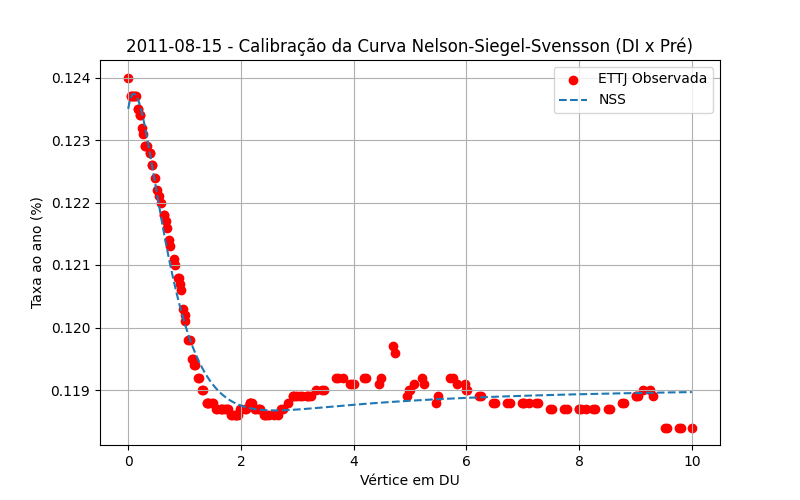 2011-08-15 - Calibração da Curva Nelson-Siegel-Svensson (DI x Pré)
ETTJ Observada
NSS
Taxa ao ano (%)
0.124
0.123
0.122
0.121
0.120
0.119
0
2
4
6
8
10
Vértice em DU